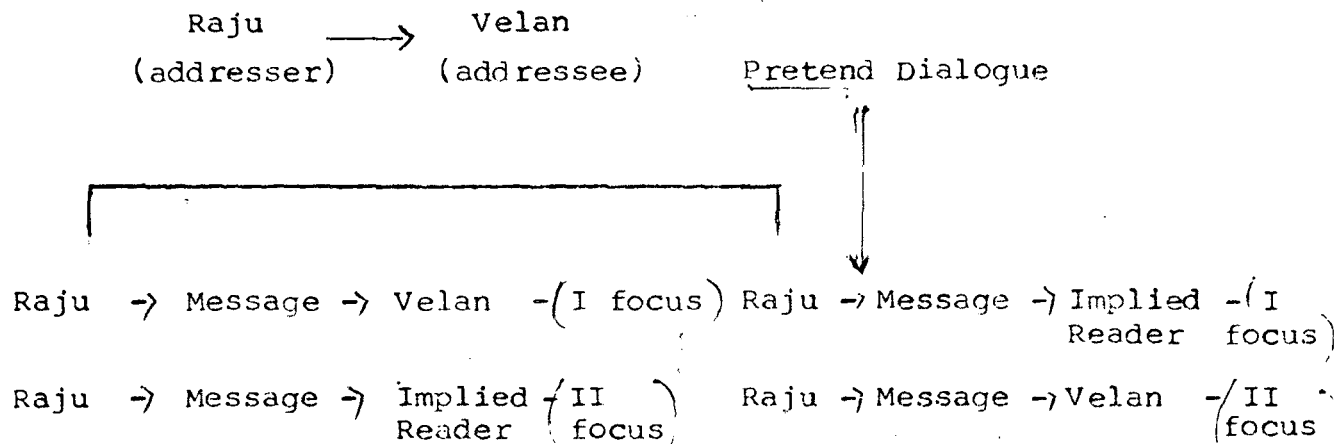 Raju → Velan
(addresser) (addressee) Pretend Dialogue
Raju → Message → Velan -(I focus) Raju → Message → Implied -(I
Reader focus)
Raju → Message → Implied -(II Raju → Message → Velan -(II
Reader focus) focus